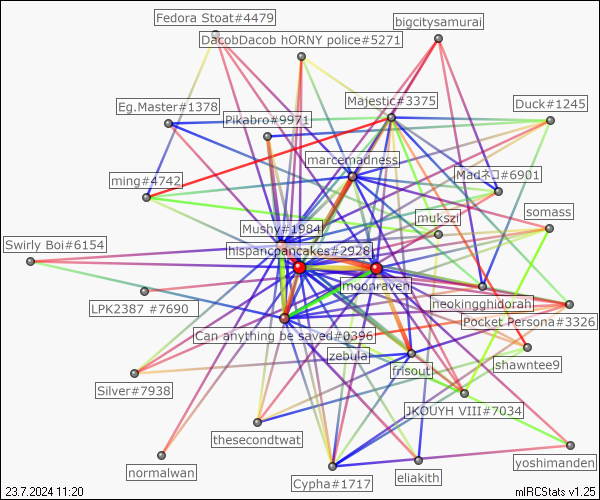 Fedora Stoat#4479
bigcitysamurai
DacobDacob hORNY police#5271
Majestic#3375
Eg.Master#1378
Duck#1245
Pikabro#9971
marcemadness
Madネコ#6901
ming#4742
mukszi
somass
Mushy#1984
Swirly Boi#6154
hispancpancakes#2928
moonraven
LPK2387 #7690
neokingghidorah
Pocket Persona#3326
Can anything be saved#0396
zebula
shawntee9
frisout
Silver#7938
JKOUYH VIII#7034
thesecondtwat
yoshimanden
normalwan
eliakith
Cypha#1717
23.7.2024 11:20
mIRCStats v1.25